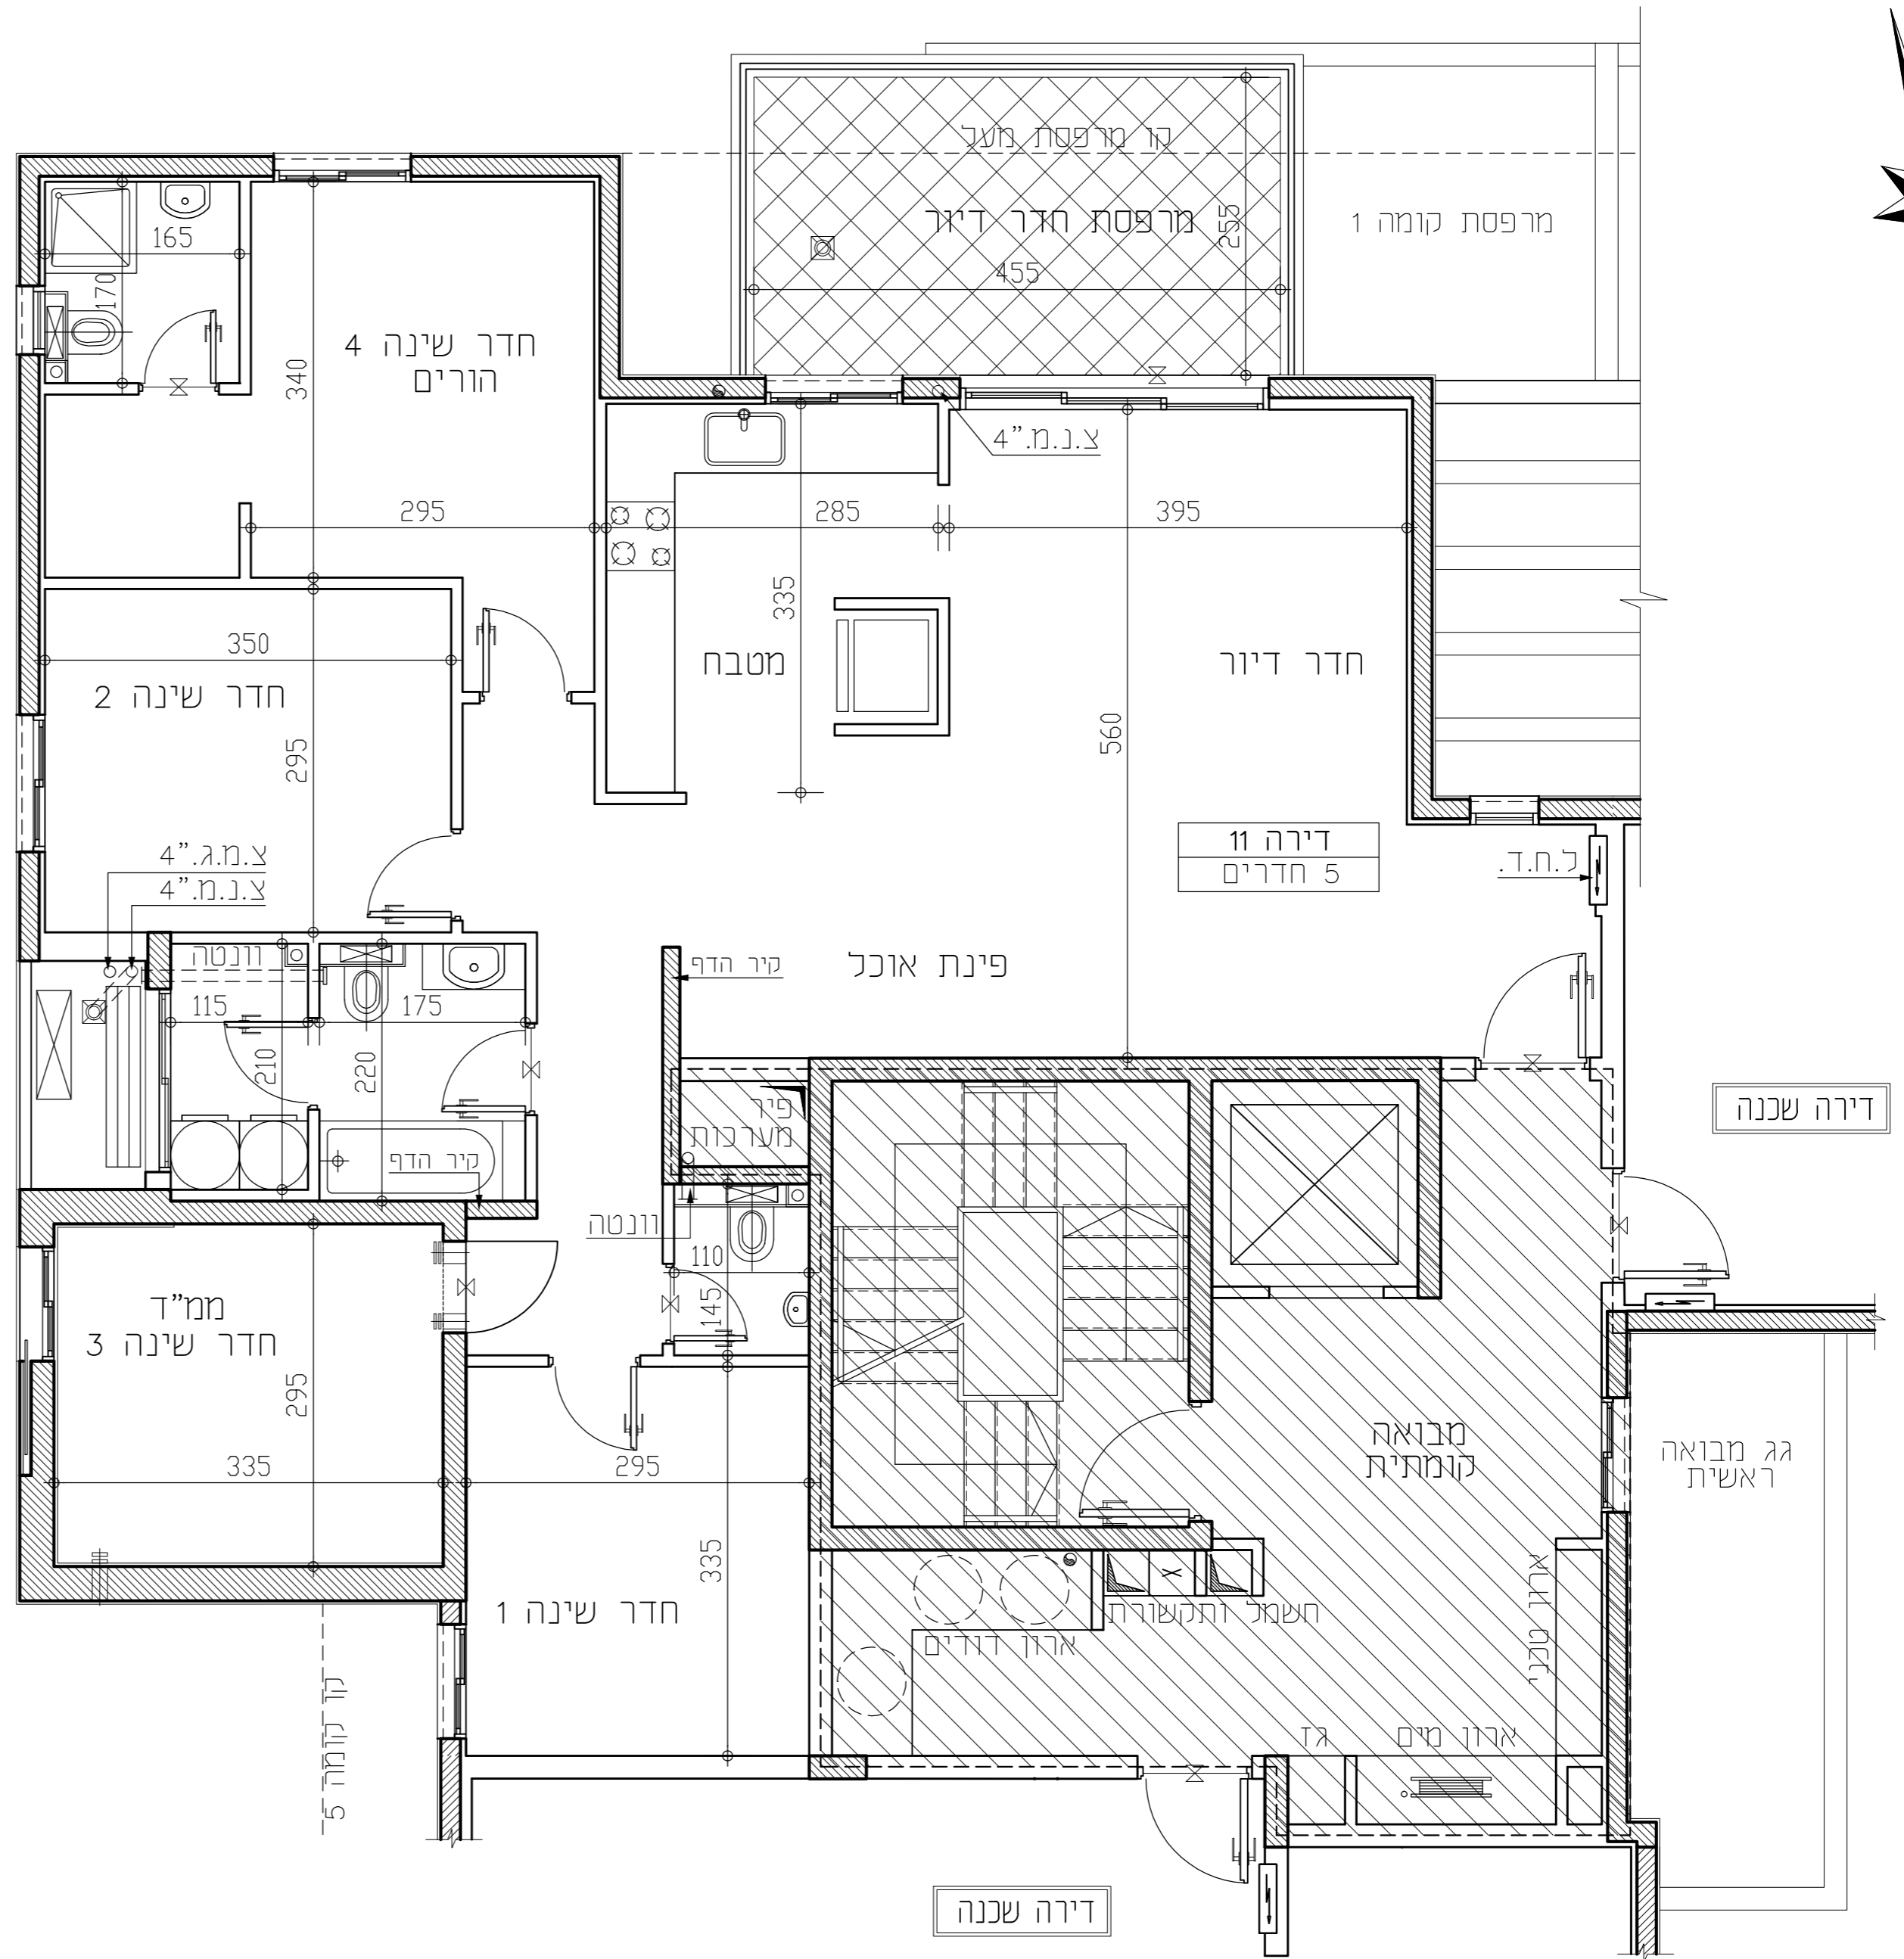 קו מרפסת מעל
מרפסת חדר דיור
255
455
מרפסת קומה 1
165
170
חדר שינה 4
הורים
340
צ.נ.מ.”4
295
285
395
335
350
חדר שינה 2
295
מטבח
חדר דיור
560
דירה 11
5 חדרים
ל.ח.ד.
צ.מ.ג.”4
צ.נ.מ.”4
וונטה
קיר הדף
פינת אוכל
115
175
210
220
פיר
מערכות
דירה שכנה
קיר הדף
וונטה
110
145
ממ”ד
חדר שינה 3
295
335
295
335
חדר שינה 1
מבואה
קומתית
גג מבואה
ראשית
ארון טכני
חשמל ותקשורת
ארון דודים
גז
ארון מים
קו קומה 5
דירה שכנה